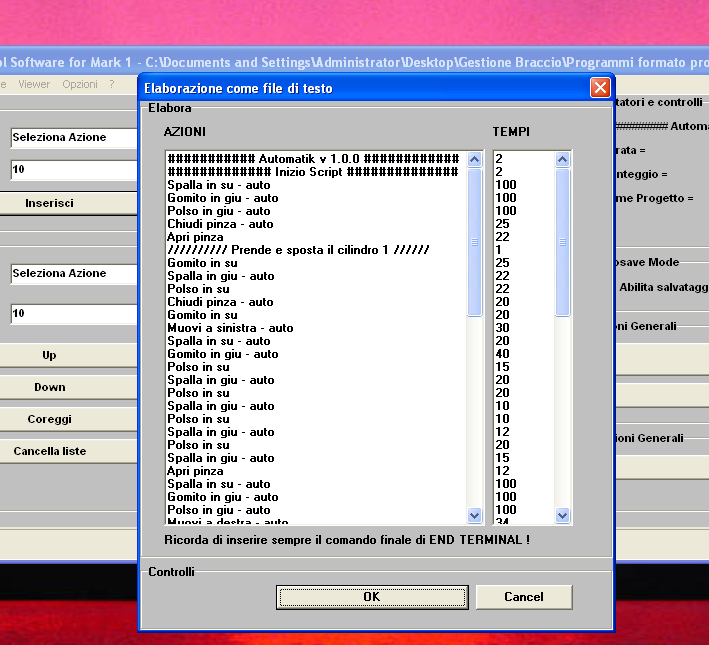 ol Software for Mark 1 - C:\Documents and Settings\Administrator\Desktop\Gestione Braccio\Programmi formato pro
e Viewer Opzioni ?
Seleziona Azione
10
Inserisci
Seleziona Azione
10
Up
Down
Coreggi
Cancella liste
Elaborazione come file di testo
Elabora
AZIONI TEMPI
########### Automatik v 1.0.0 ############ 2
############# Inizio Script ############## 2
Spalla in su - auto 100
Gomito in giu - auto 100
Polso in giu - auto 100
Chiudi pinza - auto 25
Apri pinza 22
////////// Prende e sposta il cilindro 1 ////// 1
Gomito in su 25
Spalla in giu - auto 22
Polso in su 22
Chiudi pinza - auto 20
Gomito in su 20
Muovi a sinistra - auto 30
Spalla in su - auto 20
Gomito in giu - auto 40
Polso in su 15
Spalla in giu - auto 20
Polso in su 20
Spalla in giu - auto 10
Polso in su 10
Spalla in giu - auto 12
Polso in su 20
Spalla in giu - auto 15
Apri pinza 12
Spalla in su - auto 100
Gomito in giu - auto 100
Polso in giu - auto 100
Muovi a destra - auto 34
Ricorda di inserire sempre il comando finale di END TERMINAL !
Controlli
OK Cancel
tatori e controlli
########## Autom
rata =
nteggio =
me Progetto =
osave Mode
Abilita salvatagg
oni Generali
ioni Generali